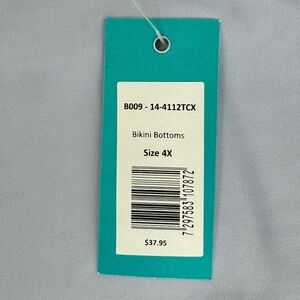 B009 - 14-4112TCX
Bikini Bottoms
Size 4X
7 297583 107872
$37.95